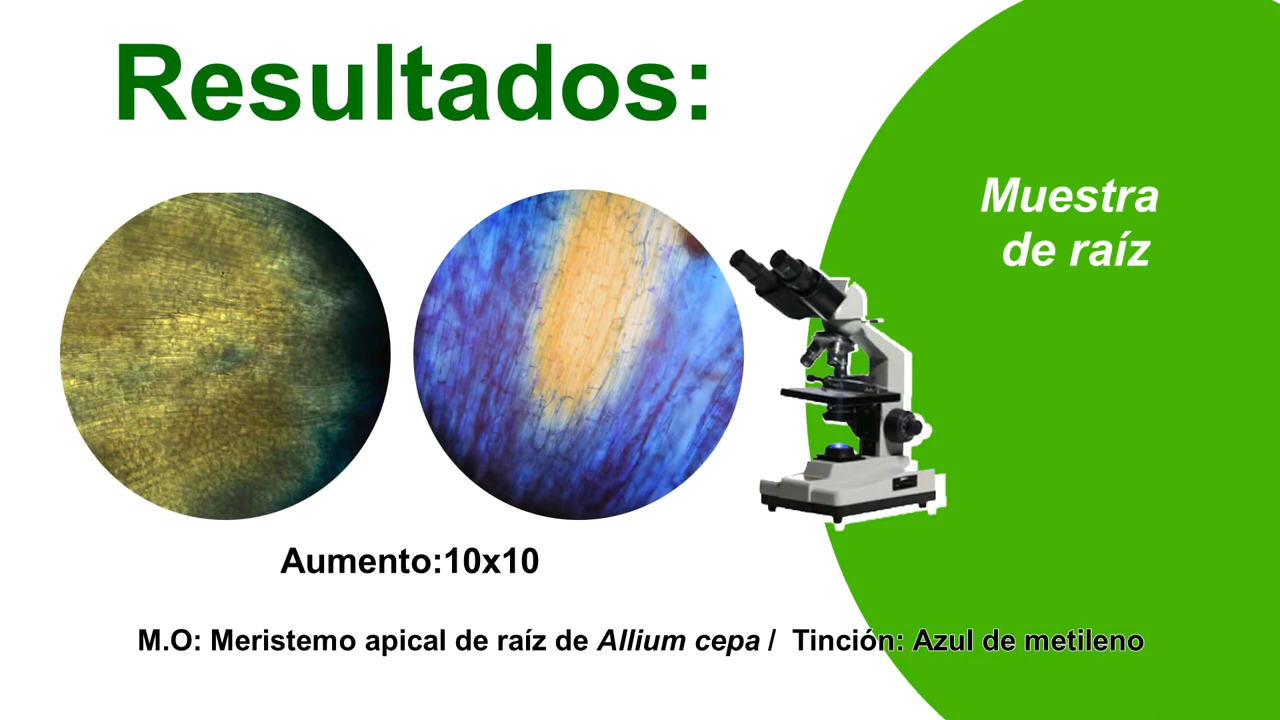 Resultados:
Muestra
de raíz
Aumento:10x10
M.O: Meristemo apical de raíz de Allium cepa / Tinción: Azul de metileno